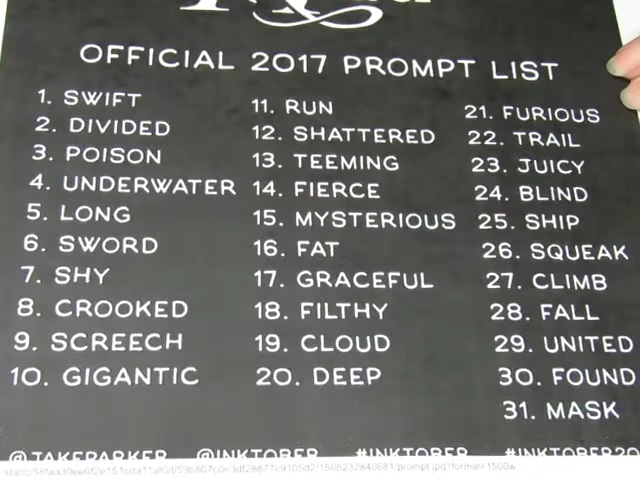 OFFICIAL 2017 PROMPT LIST
1. SWIFT
2. DIVIDED
3. POISON
4. UNDERWATER
5. LONG
6. SWORD
7. SHY
8. CROOKED
9. SCREECH
10. GIGANTIC
11. RUN
12. SHATTERED
13. TEEMING
14. FIERCE
15. MYSTERIOUS
16. FAT
17. GRACEFUL
18. FILTHY
19. CLOUD
20. DEEP
21. FURIOUS
22. TRAIL
23. JUICY
24. BLIND
25. SHIP
26. SQUEAK
27. CLIMB
28. FALL
29. UNITED
30. FOUND
31. MASK
@JAKEPARKER @INKTOBER #INKTOBER #INKTOBER20